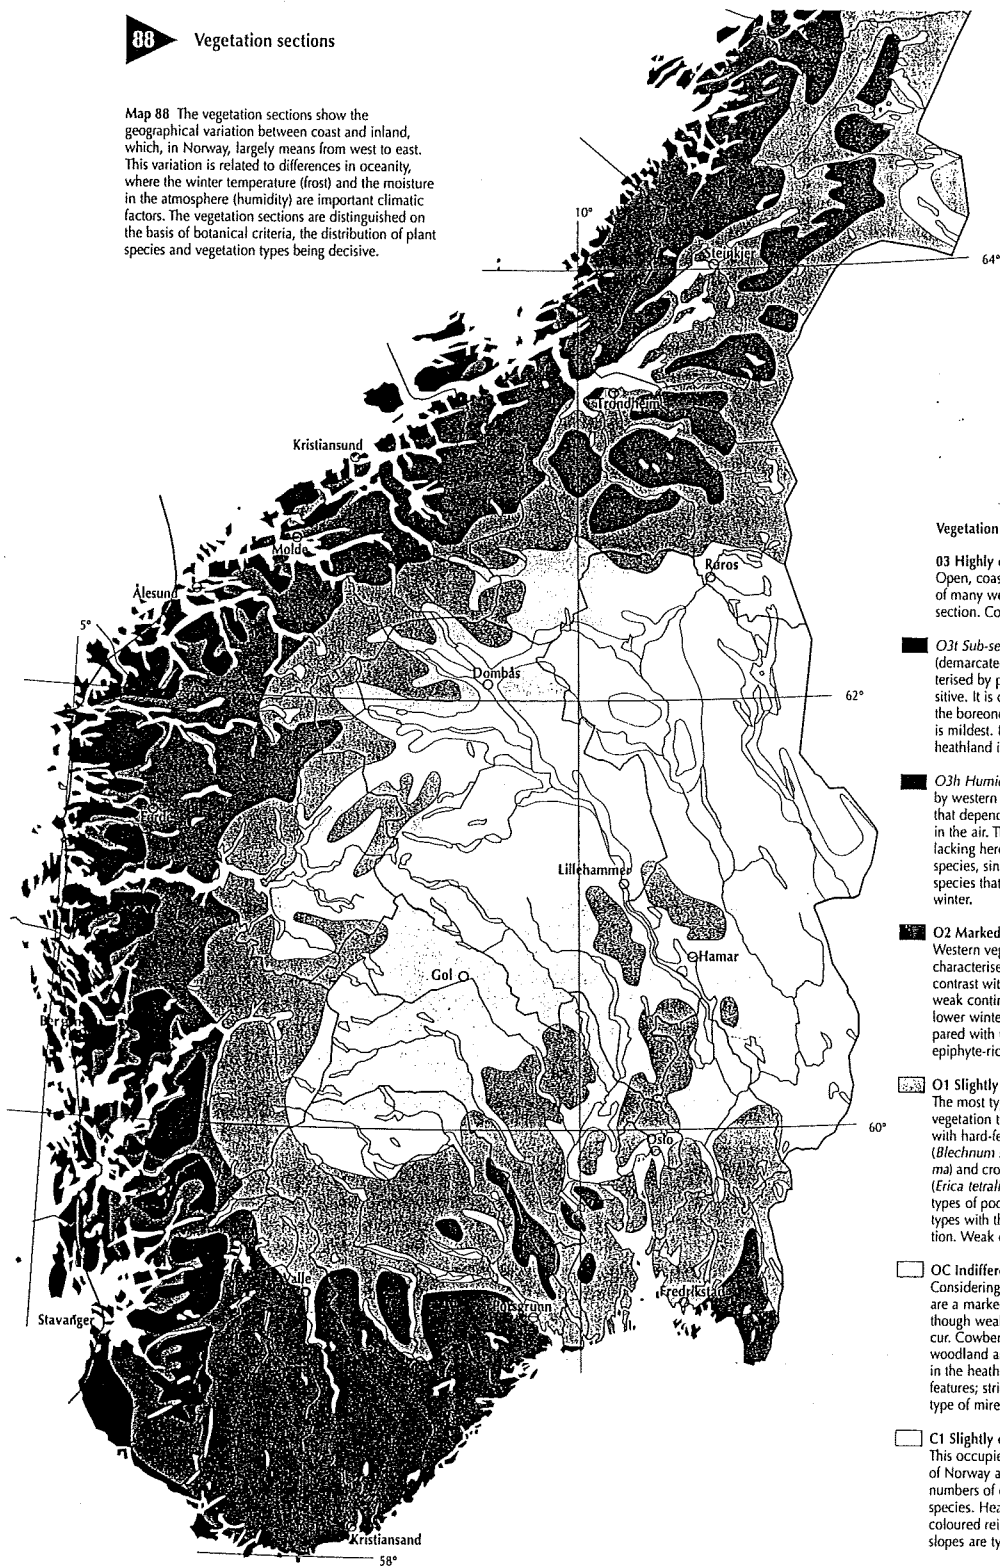 88 Vegetation sections
Map 88 The vegetation sections show the
geographical variation between coast and inland,
which, in Norway, largely means from west to east.
This variation is related to differences in oceanity,
where the winter temperature (frost) and the moisture
in the atmosphere (humidity) are important climatic
factors. The vegetation sections are distinguished on
the basis of botanical criteria, the distribution of plant
species and vegetation types being decisive.
10°
Steinkjer
64°
Trondheim
Kristiansund
Molde
Røros
Ålesund
5°
Dombås
62°
Førde
Lillehammer
Hamar
Gol
Bergen
60°
Oslo
Valle
Porsgrunn
Fredrikstad
Stavanger
Kristiansand
58°
Vegetation
03 Highly
Open, coas
of many we
section. Co
O3t Sub-se
(demarcate
terised by p
sitive. It is
the boreon
is mildest.
heathland i
O3h Humi
by western
that depen
in the air. T
lacking her
species, sin
species that
winter.
O2 Marked
Western veg
characterise
contrast wit
weak conti
lower winte
pared with
epiphyte-ric
O1 Slightly
The most ty
vegetation t
with hard-fe
(Blechnum
ma) and cro
(Erica tetrali
types of poo
types with th
tion. Weak
OC Indiffer
Considering
are a marke
though weal
cur. Cowber
woodland a
in the heath
features; stri
type of mire
C1 Slightly
This occupie
of Norway a
numbers of
species. Hea
coloured rei
slopes are ty